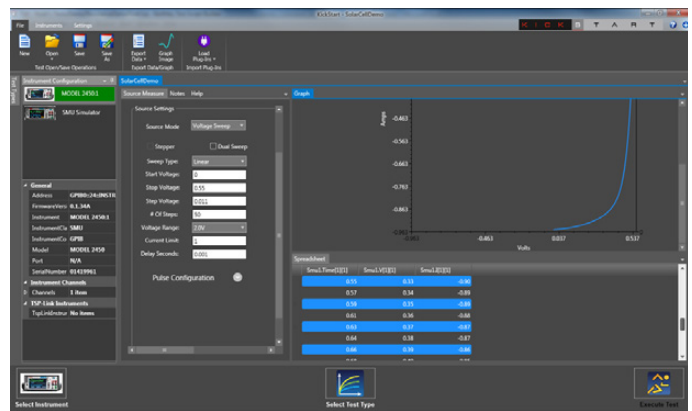 KickStart - SolarCellDemo
File Instruments Settings
K I C K S T A R T
New Open Save Save As Export Data Graph Image Load Plug-Ins
Test Open/Save Operations Export Data/Graph Import Plug-Ins
Test Types
Instrument Configuration
MODEL 2450:1
SMU Simulator
General
Address GPIB0::24::INSTR
FirmwareVers 0.1.34A
Instrument MODEL 2450:1
InstrumentCla SMU
InstrumentCo GPIB
Model MODEL 2450
Port N/A
SerialNumber 01419961
Instrument Channels
Channels 1 item
TSP-Link Instruments
TspLinkInstrur No items
SolarCellDemo
Source Measure Notes Help
Source Settings
Source Mode Voltage Sweep
Stepper Dual Sweep
Sweep Type: Linear
Start Voltage: 0
Stop Voltage: 0.55
Step Voltage: 0.011
# Of Steps: 50
Voltage Range: 2.0V
Current Limit: 1
Delay Seconds: 0.001
Pulse Configuration
Graph
Amps
-0.463
-0.563
-0.663
-0.763
-0.863
-0.463 0.037 0.537
Volts
Spreadsheet
Smu1.Time[1][1] Smu1.V[1][1] Smu1.I[1][1]
0.55 0.33 -0.90
0.57 0.34 -0.89
0.59 0.35 -0.89
0.61 0.36 -0.88
0.63 0.37 -0.87
0.64 0.38 -0.87
0.66 0.39 -0.86
Select Instrument
Select Test Type
Execute Test